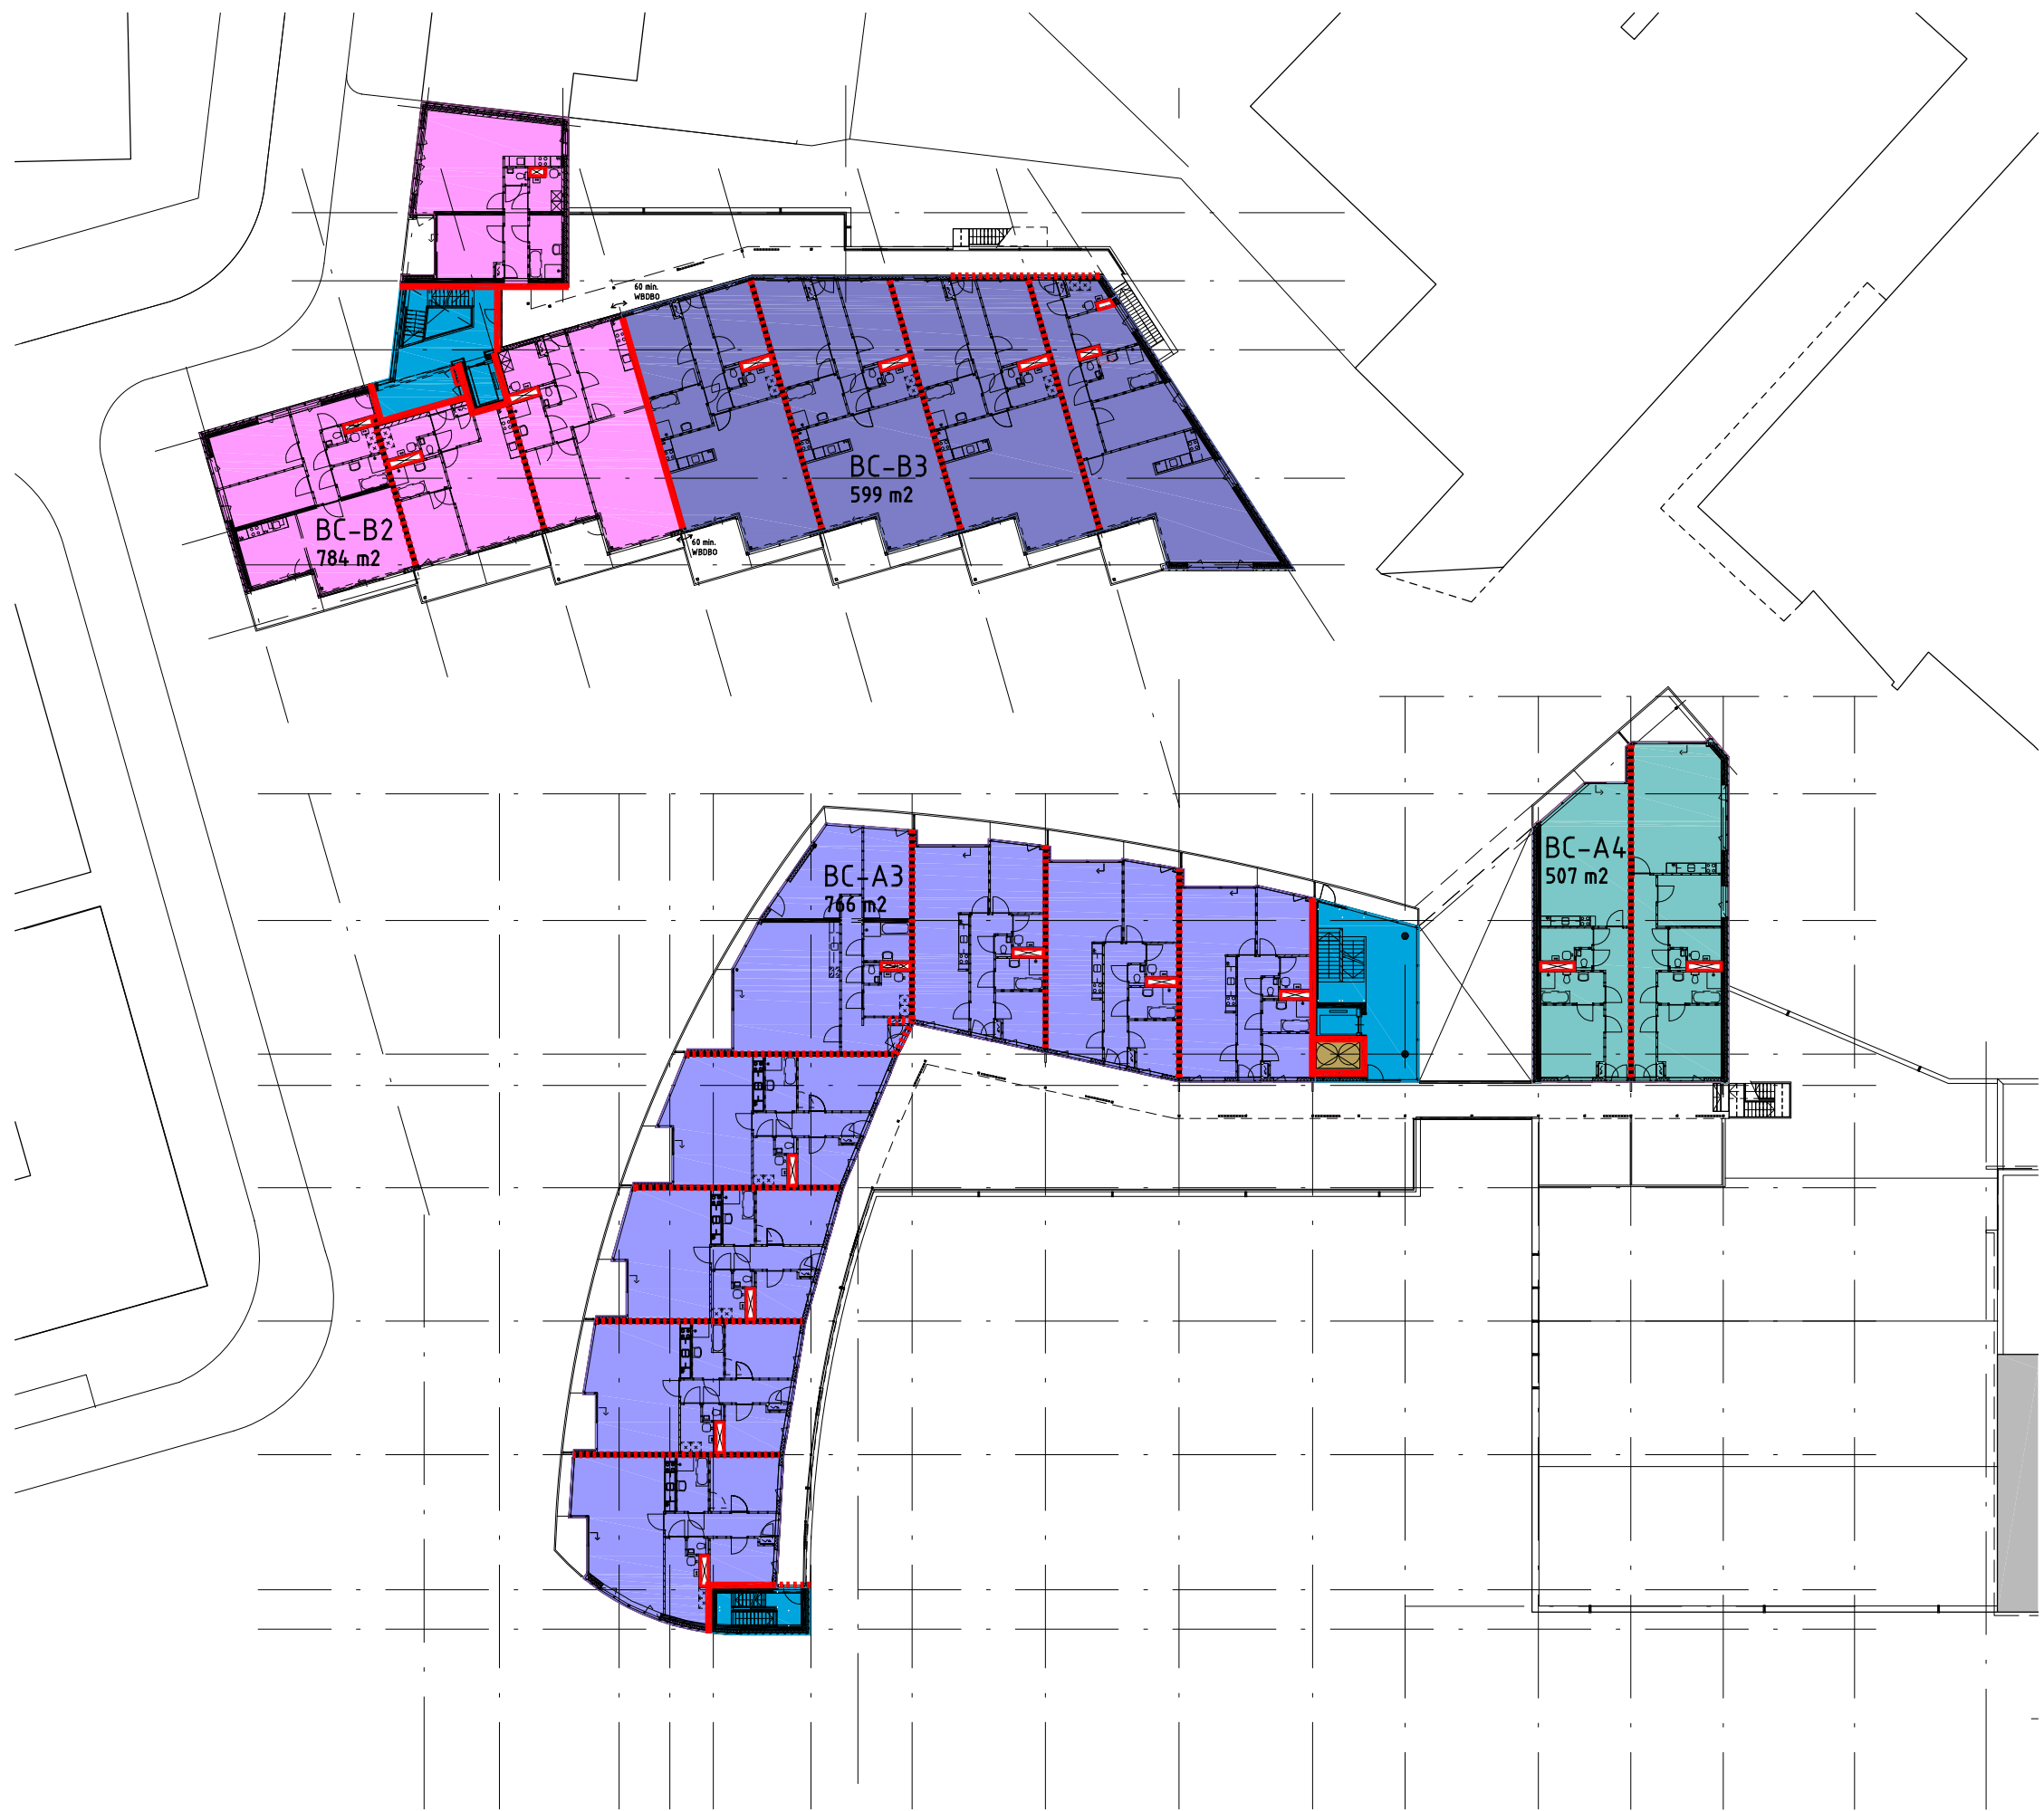 60 min.
WBDBO
BC-B3
599 m2
BC-B2
784 m2
60 min.
WBDBO
BC-A4
507 m2
BC-A3
766 m2